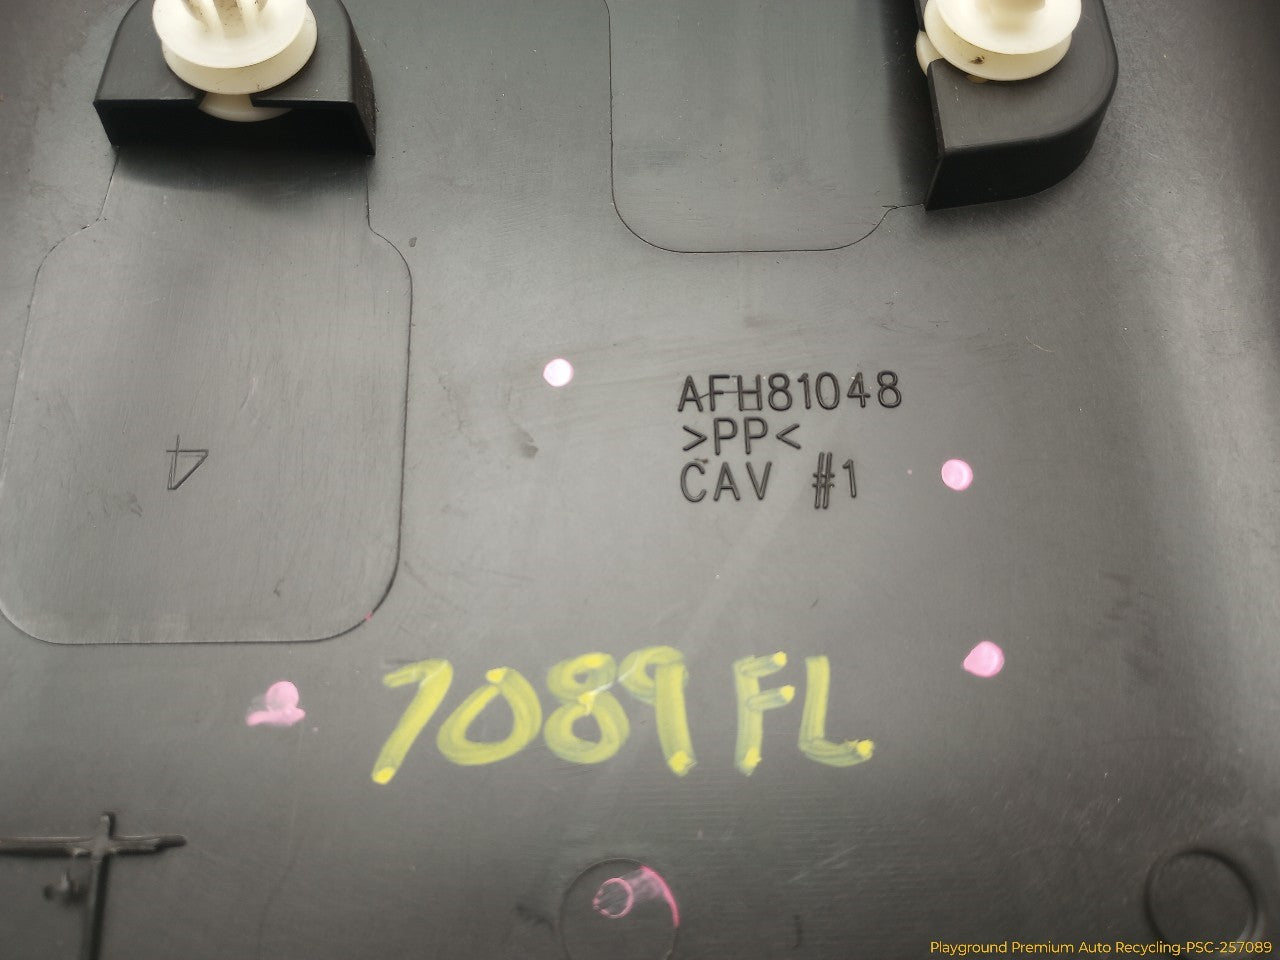 AFH81048
>PP<
CAV #1
4
7089 FL
Playground Premium Auto Recycling-PSC-257089